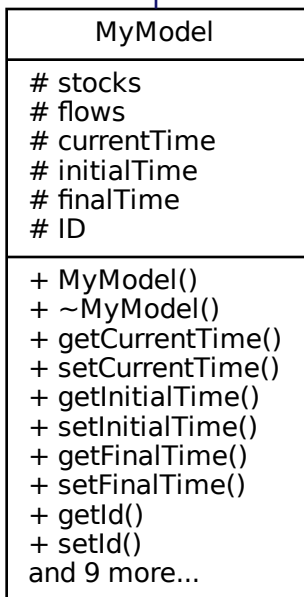 MyModel
# stocks
# flows
# currentTime
# initialTime
# finalTime
# ID
+ MyModel()
+ ~MyModel()
+ getCurrentTime()
+ setCurrentTime()
+ getInitialTime()
+ setInitialTime()
+ getFinalTime()
+ setFinalTime()
+ getId()
+ setId()
and 9 more...